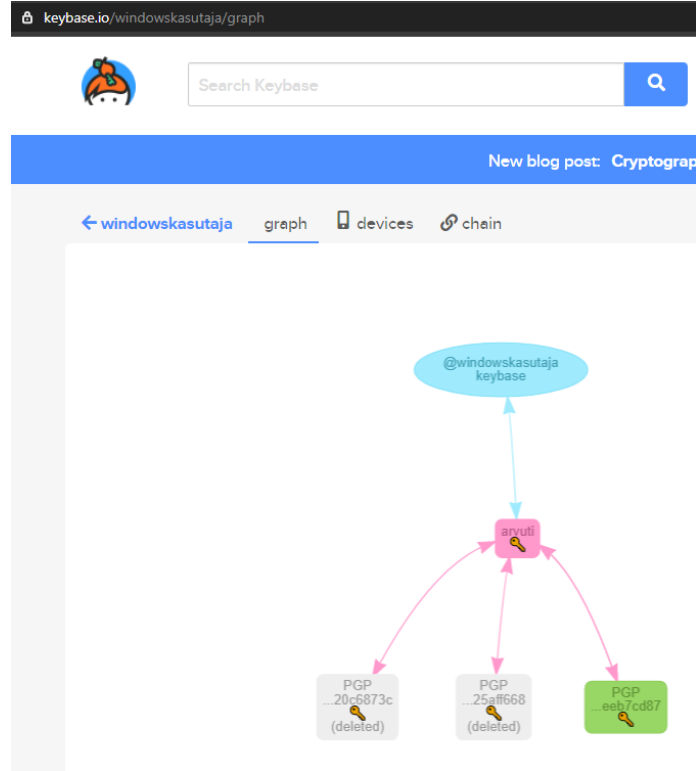 keybase.io/windowskasutaja/graph
Search Keybase
New blog post: Cryptograp
windowskasutaja graph devices chain
@windowskasutaja
keybase
arvuti
PGP
...20c6873c
(deleted)
PGP
...25aff668
(deleted)
PGP
...eeb7cd87